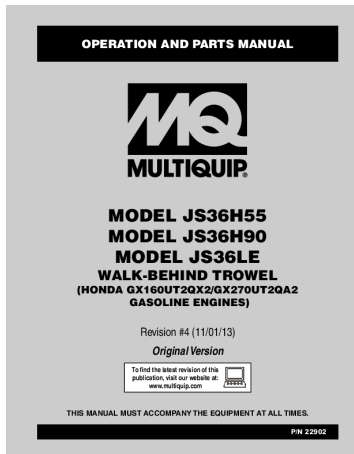 OPERATION AND PARTS MANUAL
MQ
MULTIQUIP®
MODEL JS36H55
MODEL JS36H90
MODEL JS36LE
WALK-BEHIND TROWEL
(HONDA GX160UT2QX2/GX270UT2QA2
GASOLINE ENGINES)
Revision #4 (11/01/13)
Original Version
To find the latest revision of this
publication, visit our website at:
www.multiquip.com
THIS MANUAL MUST ACCOMPANY THE EQUIPMENT AT ALL TIMES.
P/N 22902